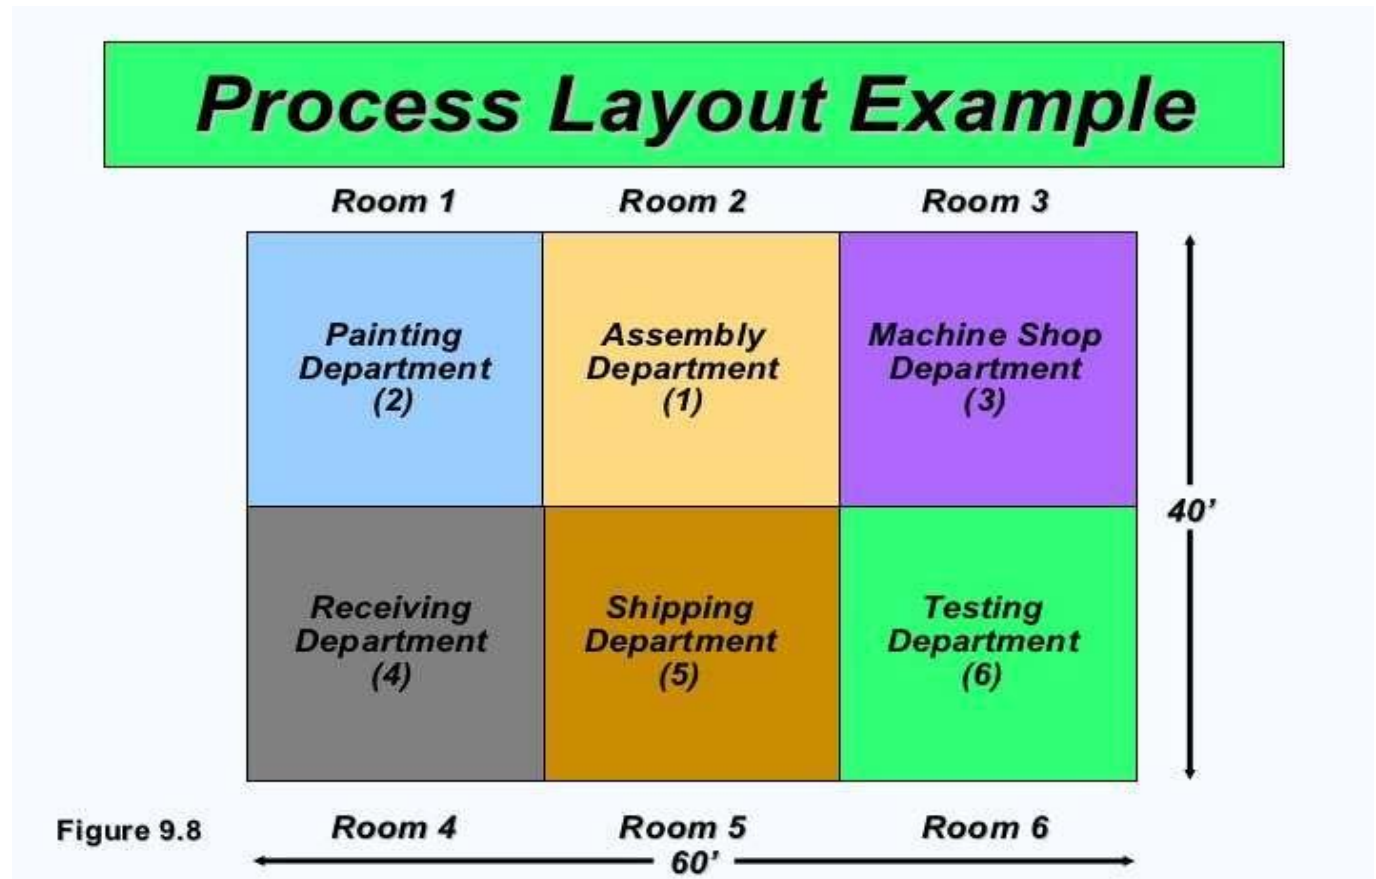 Process Layout Example
Room 1
Room 2
Room 3
Painting
Department
(2)
Assembly
Department
(1)
Machine Shop
Department
(3)
40’
Receiving
Department
(4)
Shipping
Department
(5)
Testing
Department
(6)
Figure 9.8
Room 4
Room 5
Room 6
60’